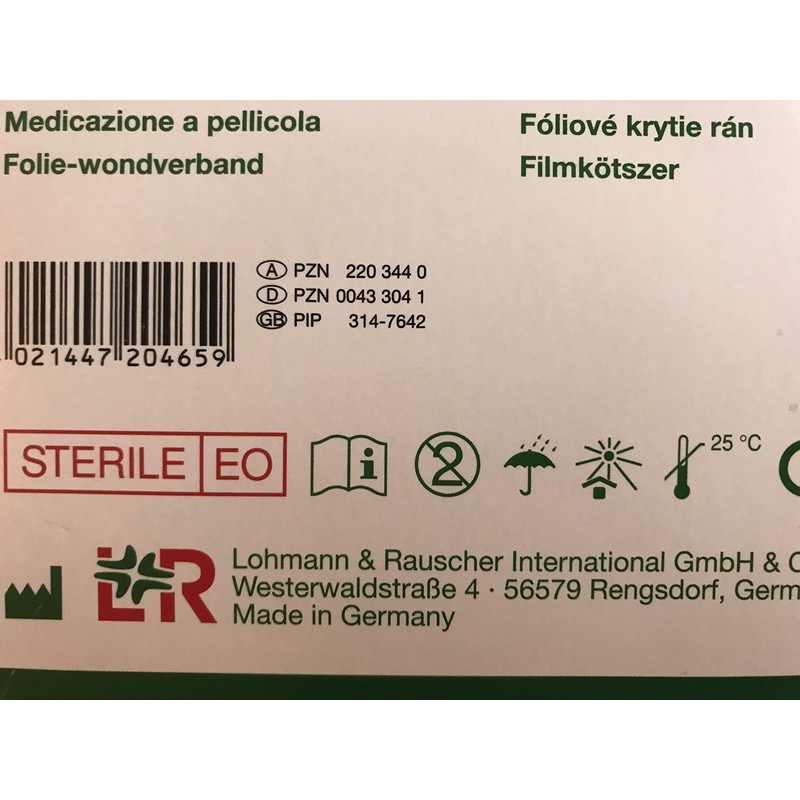 Medicazione a pellicola
Folie-wondverband
Fóliové krytie rán
Filmkötszer
A PZN 220 344 0
D PZN 0043 304 1
GB PIP 314-7642
021447 204659
STERILE EO
i
2
25 °C
L&R
Lohmann & Rauscher International GmbH & C
Westerwaldstraße 4 · 56579 Rengsdorf, Germ
Made in Germany